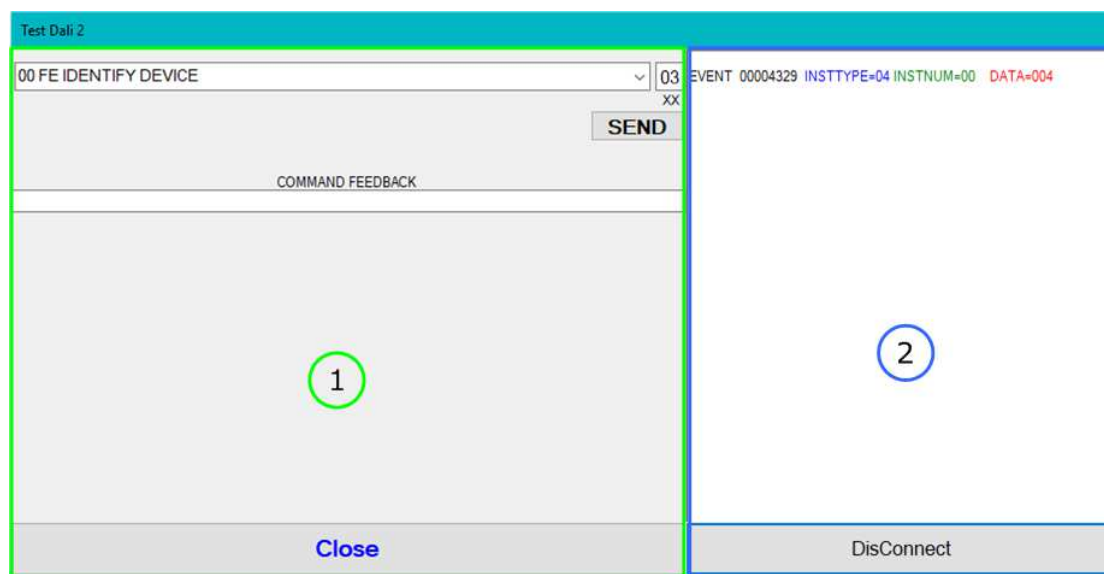 Test Dali 2
00 FE IDENTIFY DEVICE
03
XX
SEND
COMMAND FEEDBACK
1
Close
EVENT 00004329 INSTTYPE=04 INSTNUM=00 DATA=004
2
DisConnect